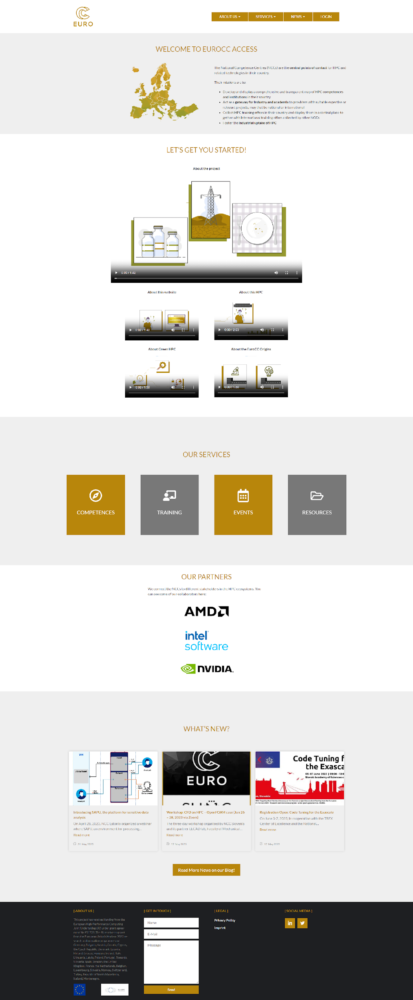 EURO
ABOUT US
SERVICES
NEWS
LOGIN
WELCOME TO EUROCC ACCESS
The National Competence Centres (NCCs) are the central points of contact for HPC and
related technologies in their country.
Their missions are to:
Develop and display a comprehensive and transparent map of HPC competences
and institutions in their country
Act as a gateway for industry and academia to providers with suitable expertise or
relevant projects, may that be national or international
Collect HPC training offers in their country and display them in a central place to
gether with international training offers collected by other NCCs
Foster the industrial uptake of HPC
LET'S GET YOU STARTED!
About the project
0:00 / 1:42
About this website
About this HPC
0:00 / 1:40
0:00 / 2:03
About Green HPC
About the EuroCC Origins
0:00 / 1:50
0:00 / 1:50
OUR SERVICES
COMPETENCES
TRAINING
EVENTS
RESOURCES
OUR PARTNERS
We connect the NCCs to different stakeholders in the HPC ecosystems. You
can see some of our collaborators here:
AMD
intel
software
NVIDIA
WHAT'S NEW?
VM
Input
/data/input
Analyst
Output
Released
Analyst
Data owner
EURO
Code Tuning f
the Exasca
05-07 June 2023 | 09:00 - 13:0
Slovak Academy of Sciences
Introducing SAPU, the platform for sensitive data
analysis
On April 28, 2023, NCC Estonia organized a webinar
where SAPU, an environment for processing...
Read more
31. May 2023
Workshop: CFD on HPC – OpenFOAM case (Jun 26
– 28, 2023 via Zoom)
The three-day workshop organised by NCC Slovenia
and its partner LECAD lab, Faculty of Mechanical...
Read more
17. May 2023
Registration Open: Code Tuning for the Exascale
On June 5-7, 2023, in cooperation with the TREX
Center of Excellence and the National...
Read more
17. May 2023
Read More News on our Blog!
[ ABOUT US ]
This project has received funding from the
European High-Performance Computing
Joint Undertaking (JU) under grant agree-
ment No 951732. The JU receives support
from the European Union's Horizon 2020 re-
search and innovation programme and
Germany, Bulgaria, Austria, Croatia, Cyprus,
the Czech Republic, Denmark, Estonia,
Finland, Greece, Hungary, Ireland, Italy,
Lithuania, Latvia, Poland, Portugal, Romania,
Slovenia, Spain, Sweden, the United
Kingdom, France, the Netherlands, Belgium,
Luxembourg, Slovakia, Norway, Switzerland,
Turkey, Republic of North Macedonia,
Iceland, Montenegro.
[ GET IN TOUCH ]
Name
E-Mail
Message
Send
[ LEGAL ]
Privacy Policy
Imprint
[ SOCIAL MEDIA ]